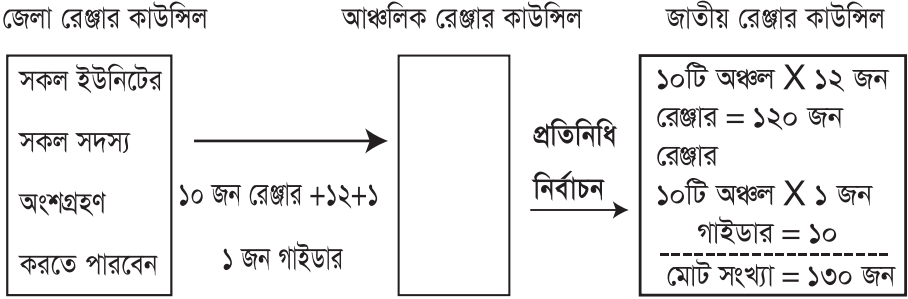 জেলা রেঞ্জার কাউন্সিল
আঞ্চলিক রেঞ্জার কাউন্সিল
জাতীয় রেঞ্জার কাউন্সিল
সকল ইউনিটের
সকল সদস্য
অংশগ্রহণ
করতে পারবেন
১০ জন রেঞ্জার +১২+১
১ জন গাইডার
প্রতিনিধি
নির্বাচন
১০টি অঞ্চল X ১২ জন
রেঞ্জার = ১২০ জন
রেঞ্জার
১০টি অঞ্চল X ১ জন
গাইডার = ১০
মোট সংখ্যা = ১৩০ জন